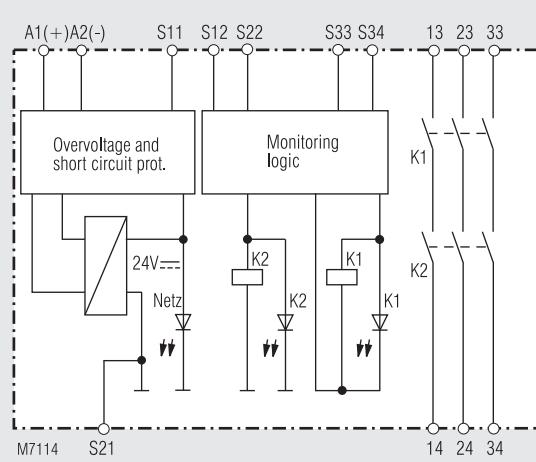 A1(+) A2(-) S11 S12 S22 S33 S34 13 23 33
Overvoltage and
short circuit prot.
Monitoring
logic
K1
24V
K2
K1
K2
Netz
K2
K1
M7114 S21 14 24 34